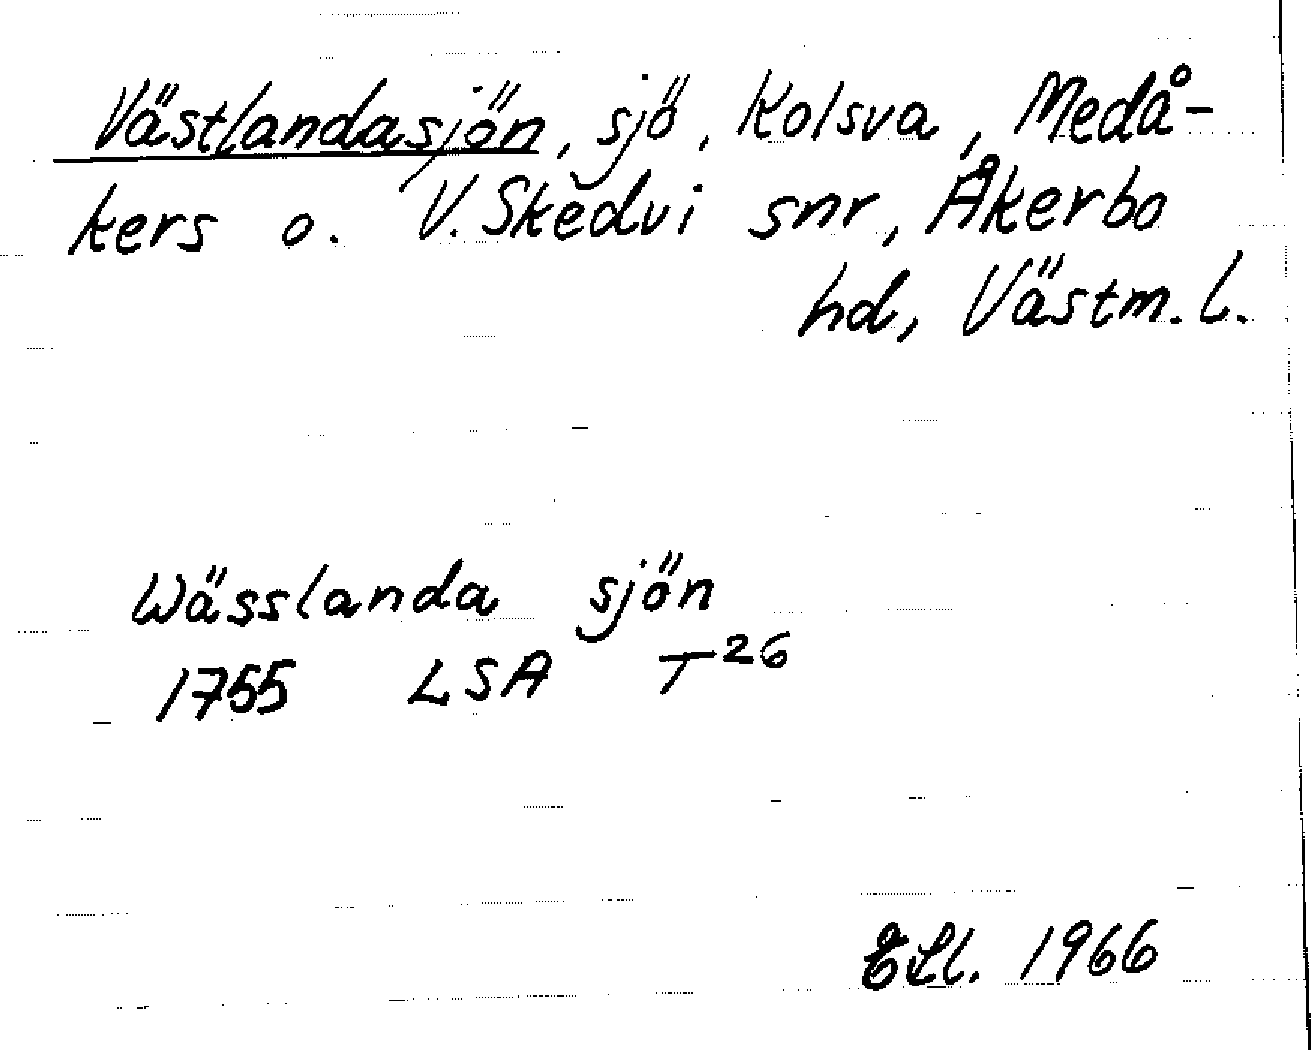 Västlandasjön, sjö, Kolsva, Medå-
kers o. V. Skedvi snr, Åkerbo
hd, Västm. l.
Wässlanda sjön
1755 LSA T26
1966